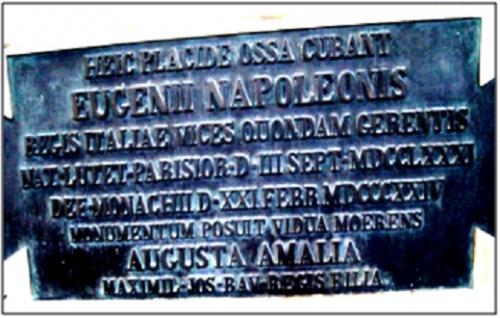 HEIC PLACIDE OSSA CUBANT
EUGENII NAPOLEONIS
REGIS ITALIAE VICES QUONDAM GERENTIS
NAT·LUTET·PARISIOR·D·III SEPT·MDCCLXXXI
DEF·MONACHII D·XXI.FEBR MDCCCXXIV
MONUMENTUM POSUIT VIDUA MOERENS
AUGUSTA AMALIA
MAXIMIL·JOS·BAV·REGIS FILIA